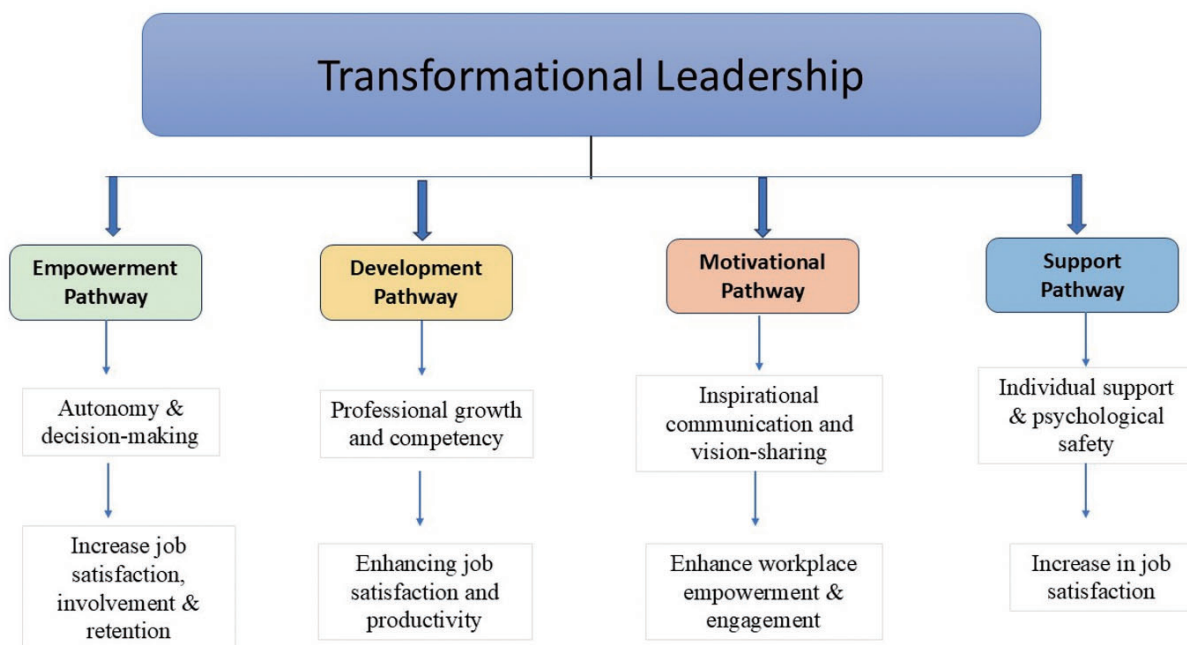 Transformational Leadership
Empowerment
Pathway
Development
Pathway
Motivational
Pathway
Support
Pathway
Autonomy &
decision-making
Professional growth
and competency
Inspirational
communication and
vision-sharing
Individual support
& psychological
safety
Increase job
satisfaction,
involvement &
retention
Enhancing job
satisfaction and
productivity
Enhance workplace
empowerment &
engagement
Increase in job
satisfaction